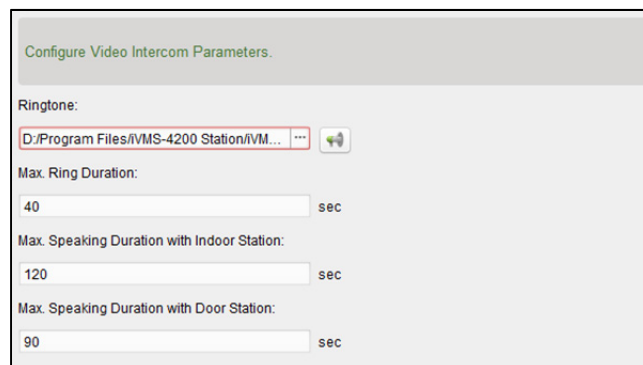 Configure Video Intercom Parameters.
Ringtone:
D:/Program Files/iVMS-4200 Station/iVM... ...
Max. Ring Duration:
40 sec
Max. Speaking Duration with Indoor Station:
120 sec
Max. Speaking Duration with Door Station:
90 sec